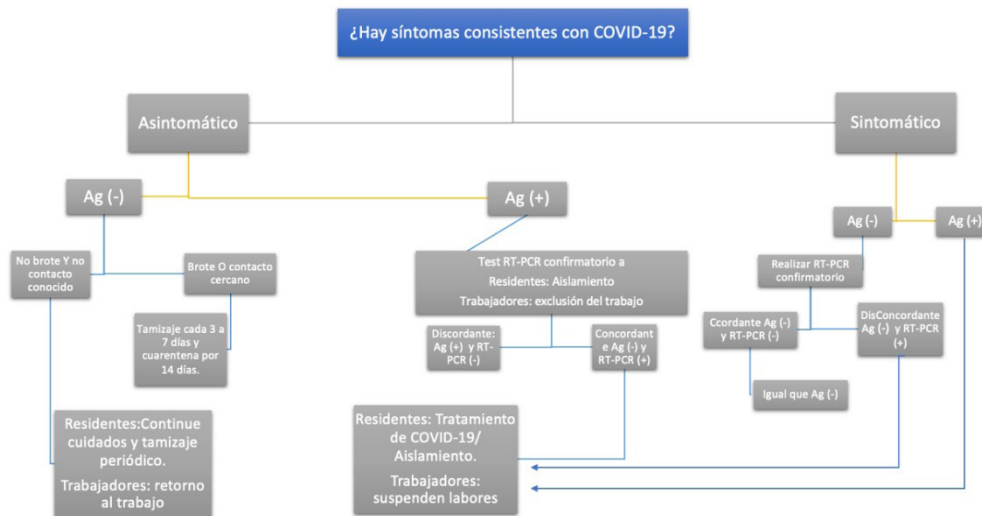 ¿Hay síntomas consistentes con COVID-19?
Asintomático
Sintomático
Ag (-)
Ag (+)
Ag (-)
Ag (+)
No brote Y no
contacto
conocido
Brote O contacto
cercano
Test RT-PCR confirmatorio a
Residentes: Aislamiento
Trabajadores: exclusión del trabajo
Realizar RT-PCR
confirmatorio
Tamizaje cada 3 a
7 días y
cuarentena por
14 días.
Discordante:
Ag (+) y RT-
PCR (-)
Concordant
e Ag (-) y
RT-PCR (+)
Ccordante Ag (-)
y RT-PCR (-)
DisConcordante
Ag (-) y RT-PCR
(+)
Igual que Ag (-)
Residentes:Continue
cuidados y tamizaje
periódico.
Trabajadores: retorno
al trabajo
Residentes: Tratamiento
de COVID-19/
Aislamiento.
Trabajadores:
suspenden labores